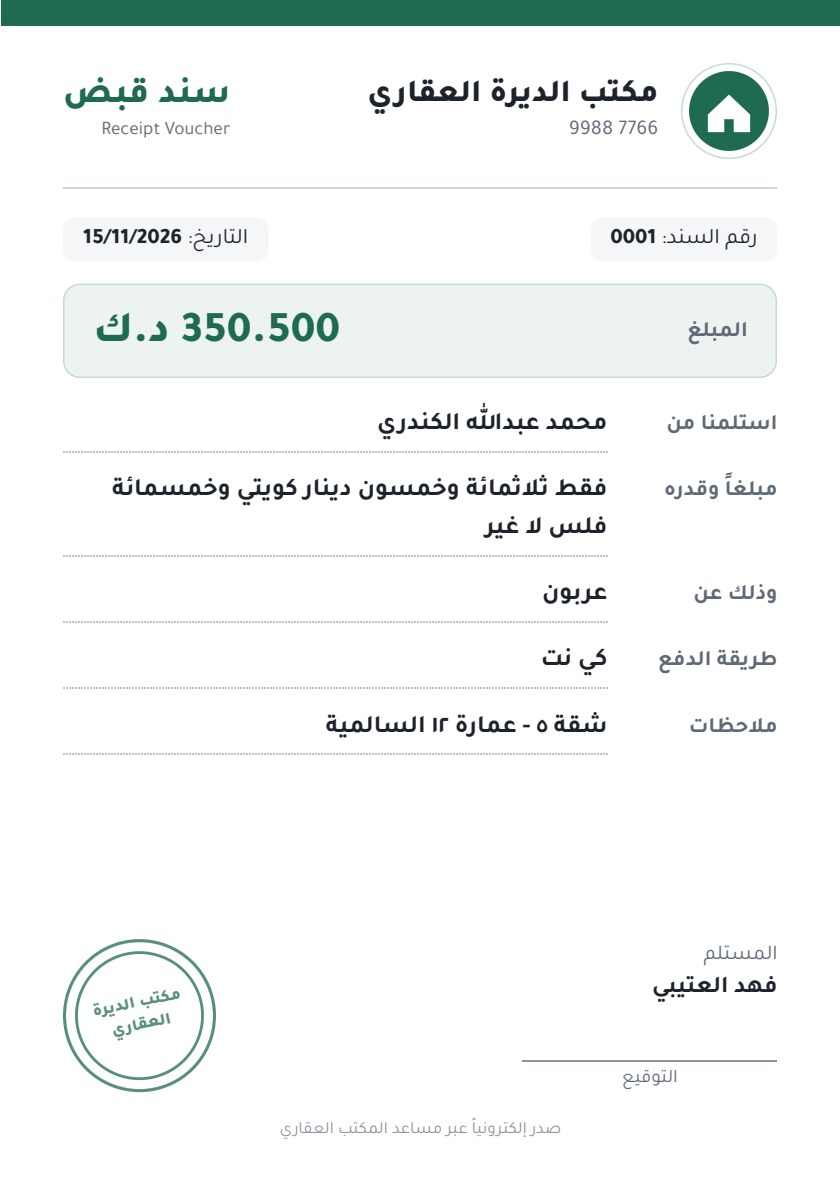 مكتب الديرة العقاري
9988 7766
سند قبض
Receipt Voucher
رقم السند: 0001
التاريخ: 15/11/2026
المبلغ
350.500 د.ك
استلمنا من
محمد عبدالله الكندري
مبلغاً وقدره
فقط ثلاثمائة وخمسون دينار كويتي وخمسمائة
فلس لا غير
وذلك عن
عربون
طريقة الدفع
كي نت
ملاحظات
شقة ٥ - عمارة ١٢ السالمية
المستلم
فهد العتيبي
التوقيع
مكتب الديرة
العقاري
صدر إلكترونياً عبر مساعد المكتب العقاري